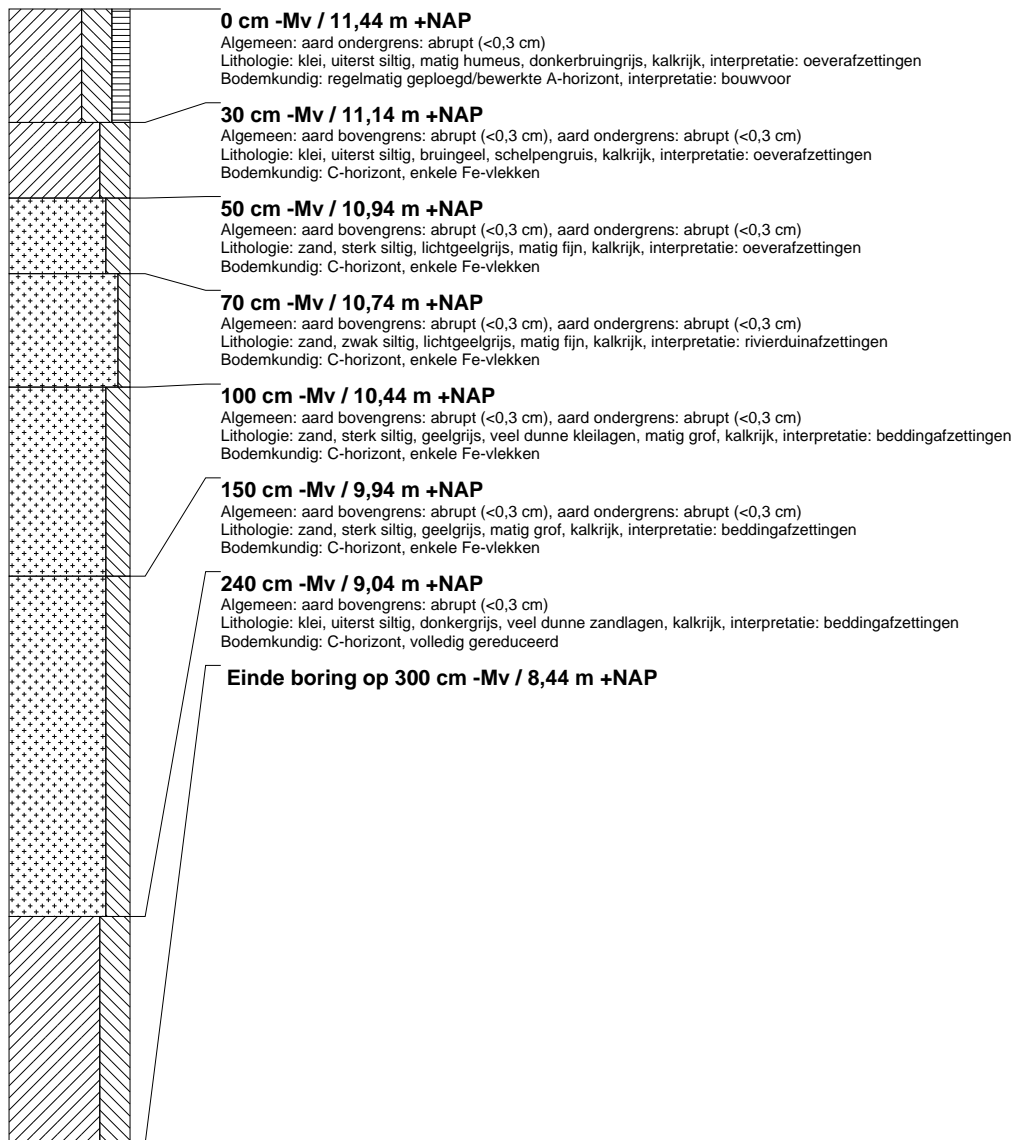 0 cm -Mv / 11,44 m +NAP
Algemeen: aard ondergrens: abrupt (<0,3 cm)
Lithologie: klei, uiterst siltig, matig humeus, donkerbruingrijs, kalkrijk, interpretatie: oeverafzettingen
Bodemkundig: regelmatig geploegd/bewerkte A-horizont, interpretatie: bouwvoor
30 cm -Mv / 11,14 m +NAP
Algemeen: aard bovengrens: abrupt (<0,3 cm), aard ondergrens: abrupt (<0,3 cm)
Lithologie: klei, uiterst siltig, bruingeel, schelpengruis, kalkrijk, interpretatie: oeverafzettingen
Bodemkundig: C-horizont, enkele Fe-vlekken
50 cm -Mv / 10,94 m +NAP
Algemeen: aard bovengrens: abrupt (<0,3 cm), aard ondergrens: abrupt (<0,3 cm)
Lithologie: zand, sterk siltig, lichtgeelgrijs, matig fijn, kalkrijk, interpretatie: oeverafzettingen
Bodemkundig: C-horizont, enkele Fe-vlekken
70 cm -Mv / 10,74 m +NAP
Algemeen: aard bovengrens: abrupt (<0,3 cm), aard ondergrens: abrupt (<0,3 cm)
Lithologie: zand, zwak siltig, lichtgeelgrijs, matig fijn, kalkrijk, interpretatie: rivierduinafzettingen
Bodemkundig: C-horizont, enkele Fe-vlekken
100 cm -Mv / 10,44 m +NAP
Algemeen: aard bovengrens: abrupt (<0,3 cm), aard ondergrens: abrupt (<0,3 cm)
Lithologie: zand, sterk siltig, geelgrijs, veel dunne kleilagen, matig grof, kalkrijk, interpretatie: beddingafzettingen
Bodemkundig: C-horizont, enkele Fe-vlekken
150 cm -Mv / 9,94 m +NAP
Algemeen: aard bovengrens: abrupt (<0,3 cm), aard ondergrens: abrupt (<0,3 cm)
Lithologie: zand, sterk siltig, geelgrijs, matig grof, kalkrijk, interpretatie: beddingafzettingen
Bodemkundig: C-horizont, enkele Fe-vlekken
240 cm -Mv / 9,04 m +NAP
Algemeen: aard bovengrens: abrupt (<0,3 cm)
Lithologie: klei, uiterst siltig, donkergrijs, veel dunne zandlagen, kalkrijk, interpretatie: beddingafzettingen
Bodemkundig: C-horizont, volledig gereduceerd
Einde boring op 300 cm -Mv / 8,44 m +NAP